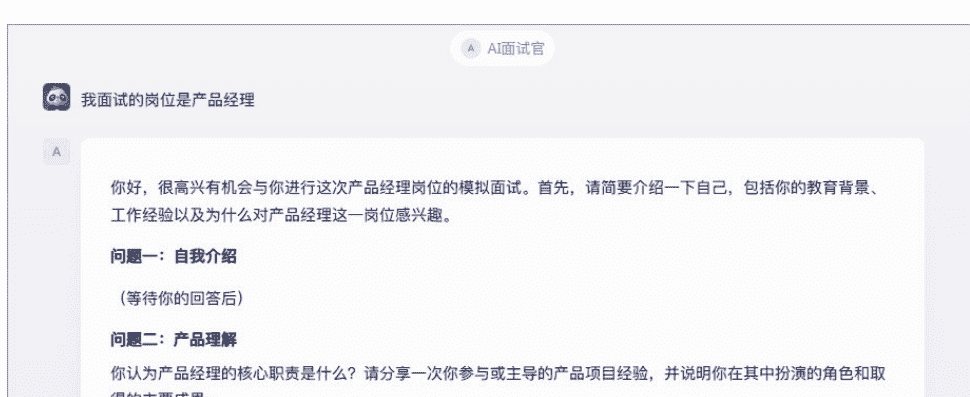 A AI面试官
我面试的岗位是产品经理
A
你好，很高兴有机会与你进行这次产品经理岗位的模拟面试。首先，请简要介绍一下自己，包括你的教育背景、
工作经验以及为什么对产品经理这一岗位感兴趣。
问题一：自我介绍
（等待你的回答后）
问题二：产品理解
你认为产品经理的核心职责是什么？请分享一次你参与或主导的产品项目经验，并说明你在其中扮演的角色和取
得的主要成果